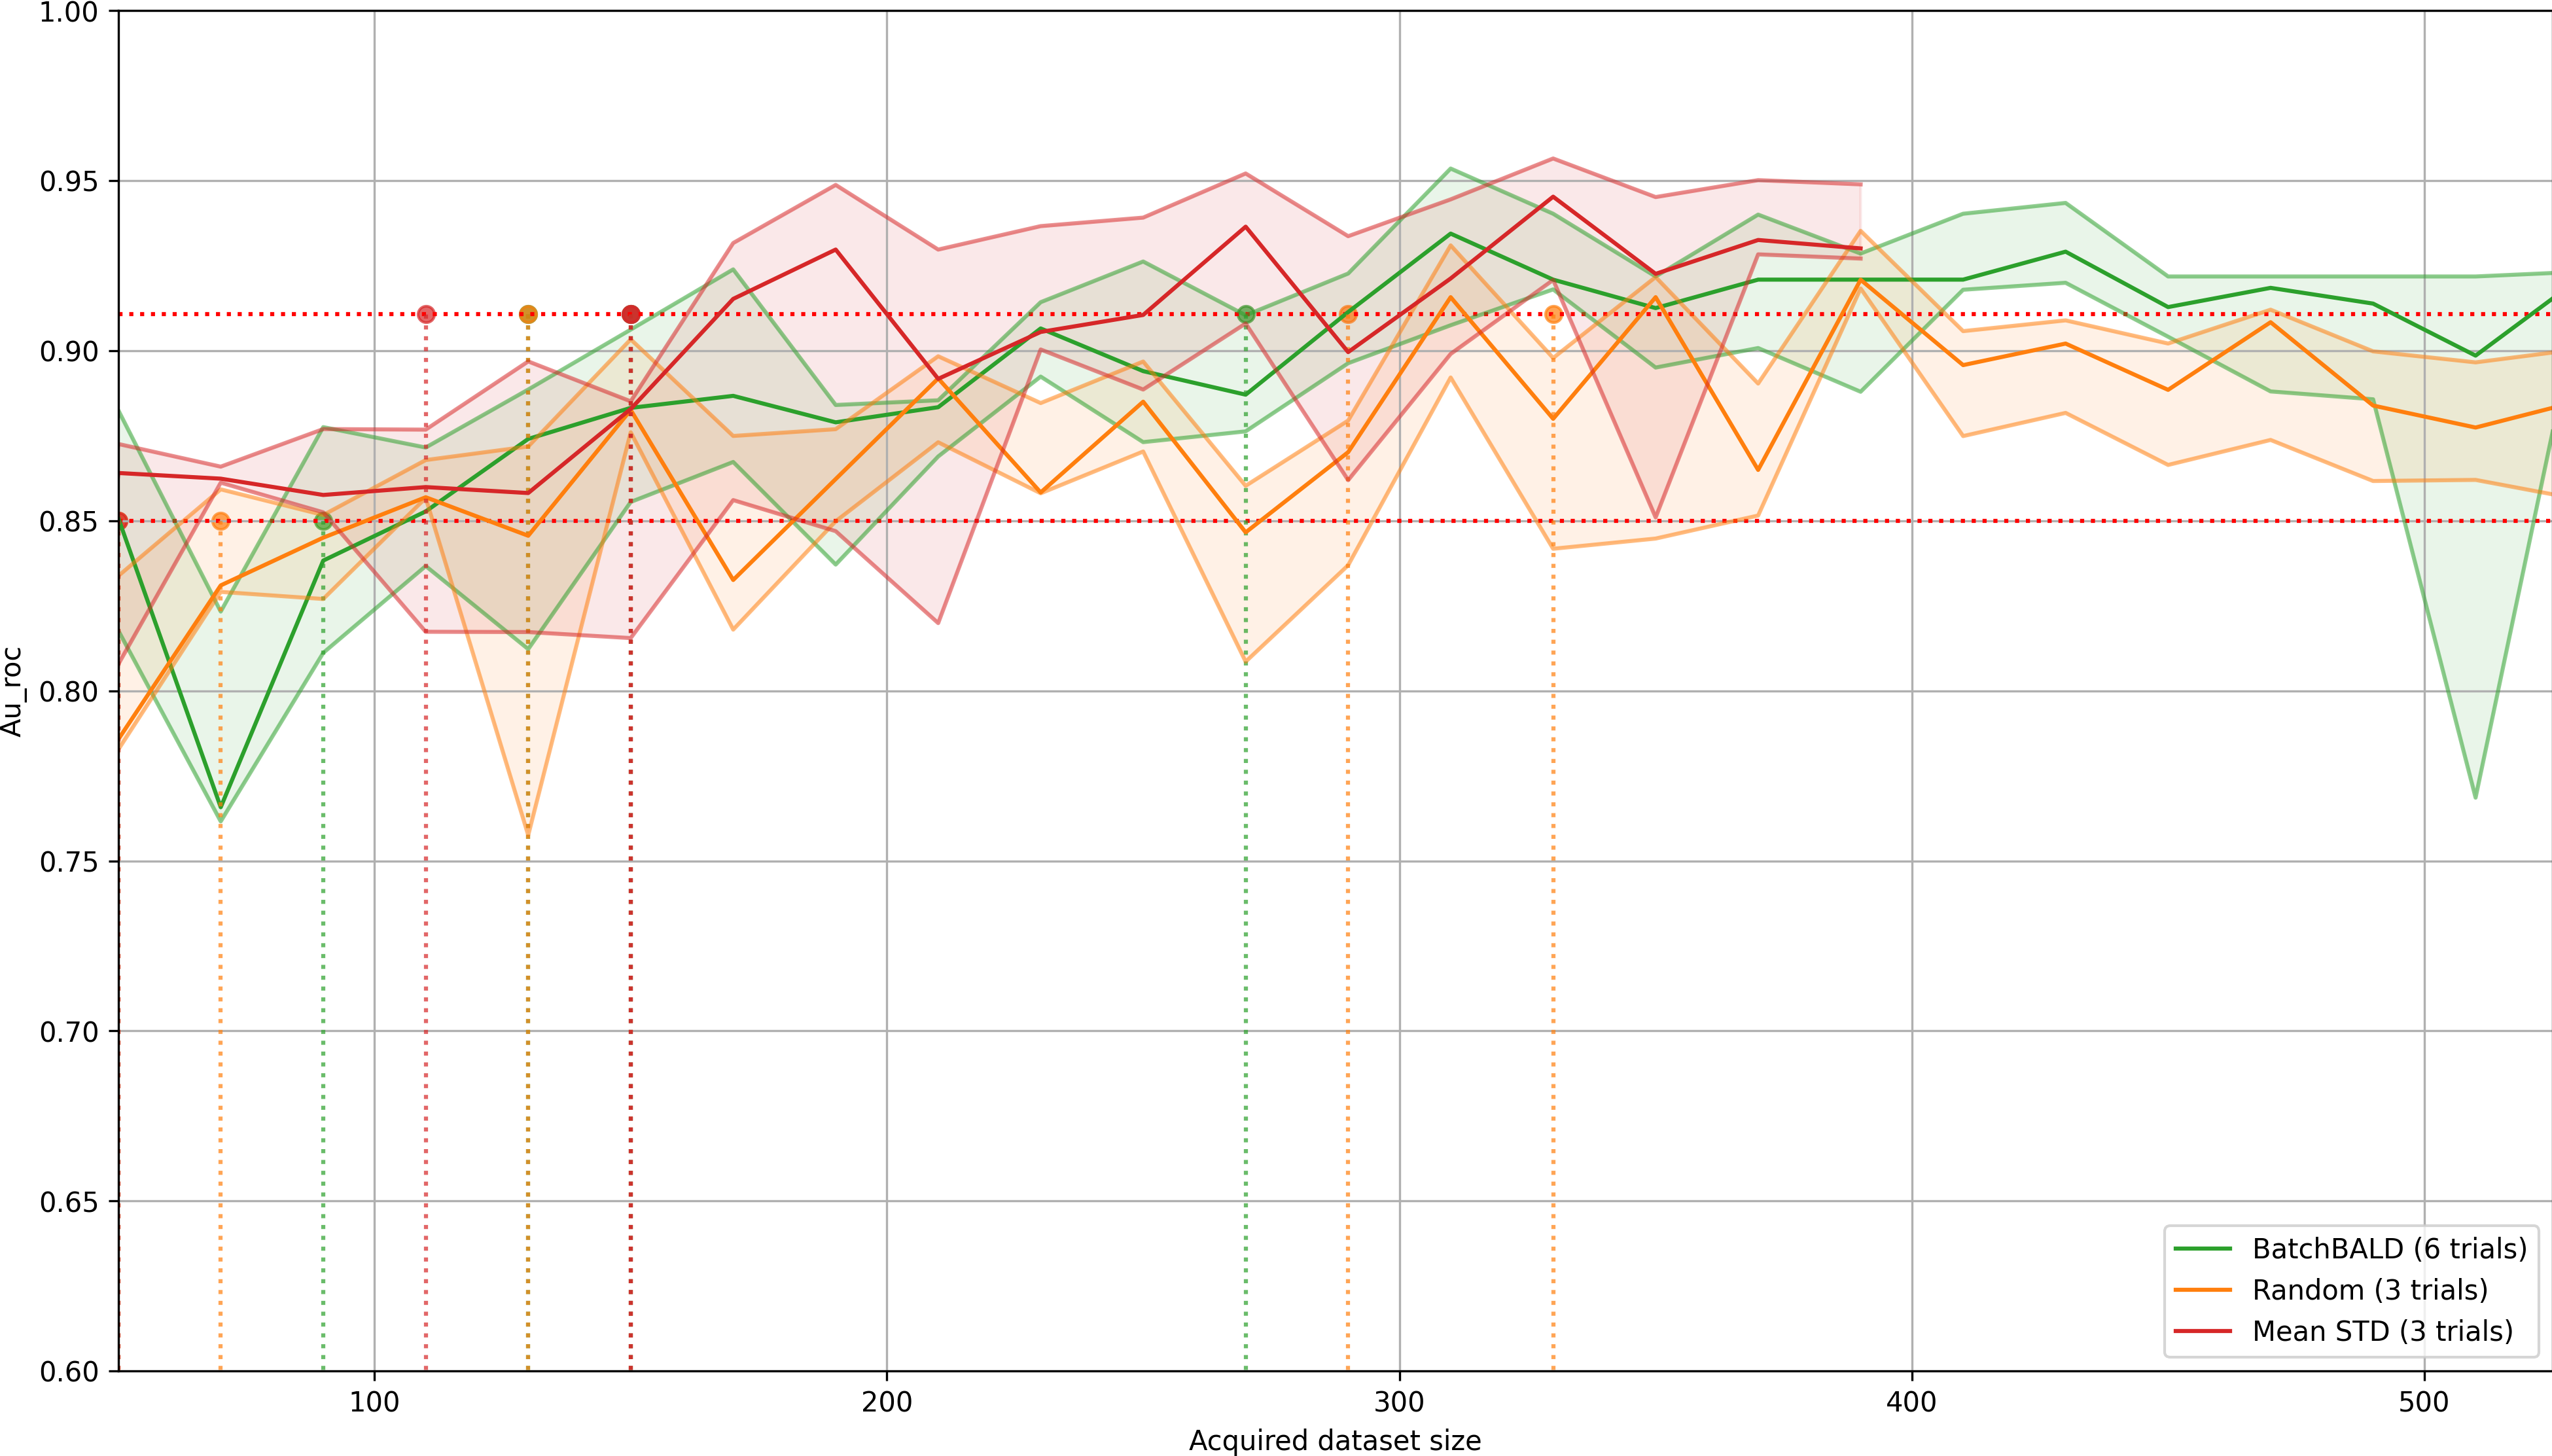 1.00
0.95
0.90
0.85
0.80
0.75
0.70
0.65
0.60
Au_roc
100 200 300 400 500
Acquired dataset size
BatchBALD (6 trials)
Random (3 trials)
Mean STD (3 trials)